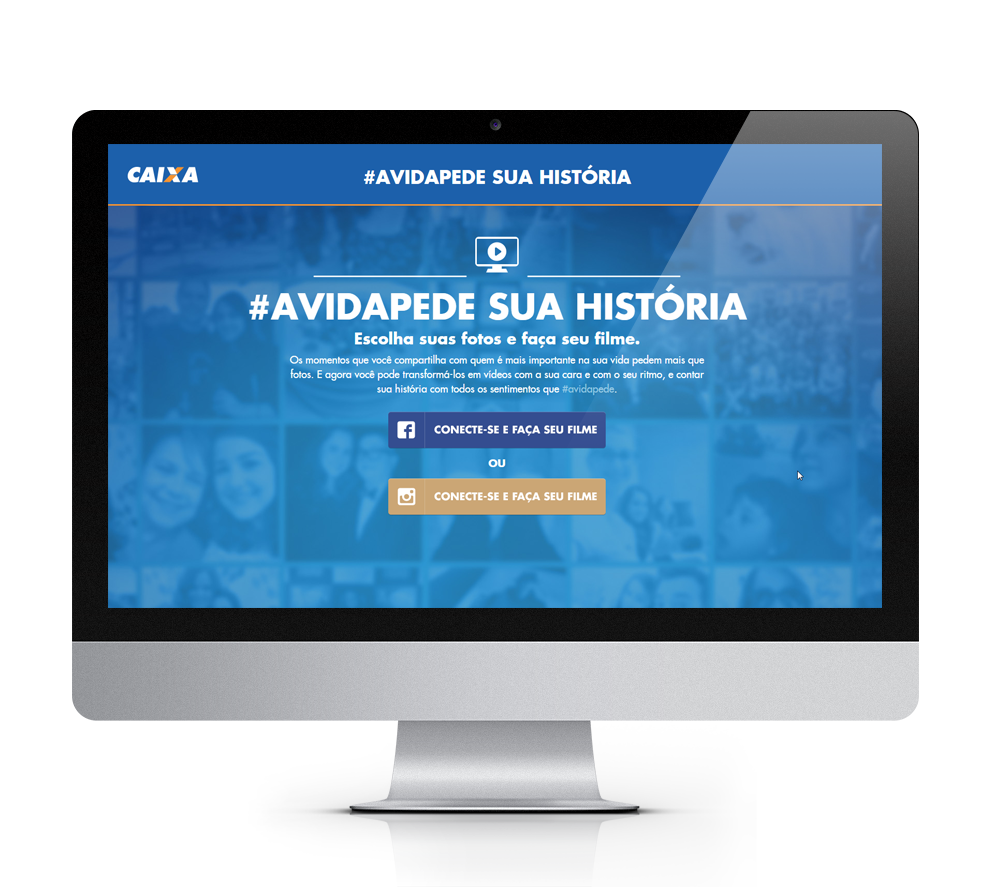 CAIXA
#AVIDAPEDE SUA HISTÓRIA
#AVIDAPEDE SUA HISTÓRIA
Escolha suas fotos e faça seu filme.
Os momentos que você compartilha com quem é mais importante na sua vida pedem mais que
fotos. E agora você pode transformá-los em vídeos com a sua cara e com o seu ritmo, e contar
sua história com todos os sentimentos que #avidapede.
CONECTE-SE E FAÇA SEU FILME
OU
CONECTE-SE E FAÇA SEU FILME